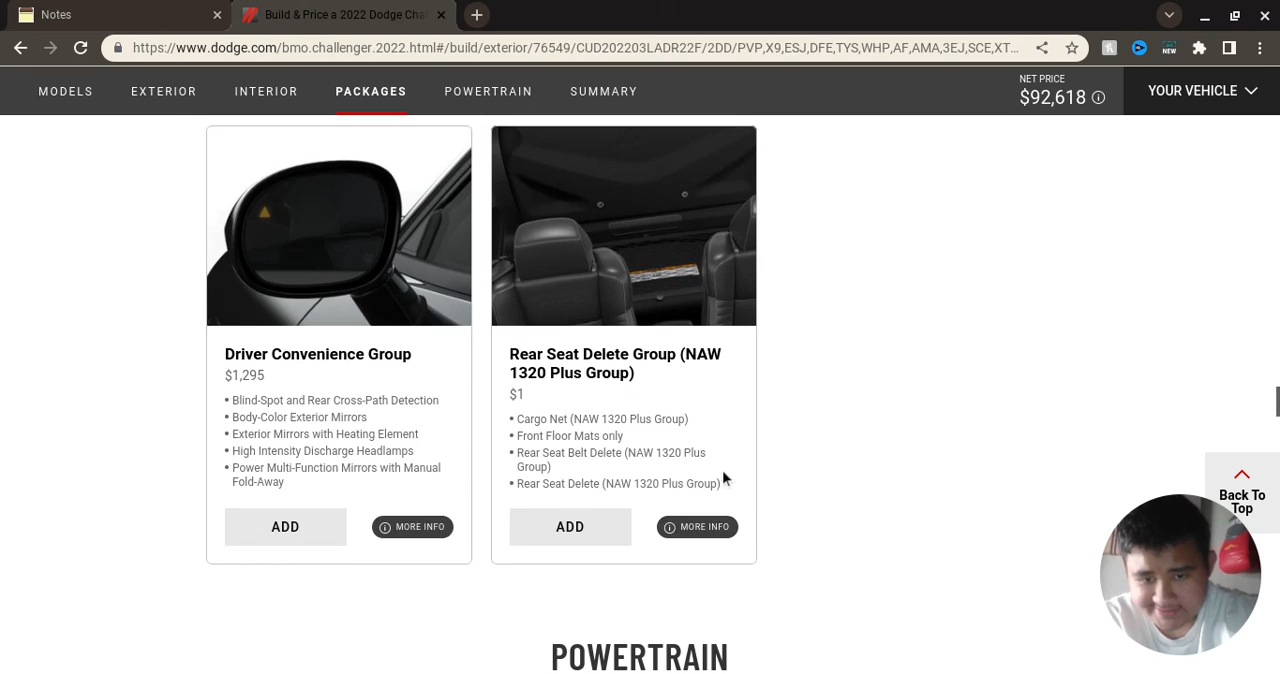 Notes
Build & Price a 2022 Dodge Chal
https://www.dodge.com/bmo.challenger.2022.html#/build/exterior/76549/CUD202203LADR22F/2DD/PVP,X9,ESJ,DFE,TYS,WHP,AF,AMA,3EJ,SCE,XT...
NEW
MODELS
EXTERIOR
INTERIOR
PACKAGES
POWERTRAIN
SUMMARY
NET PRICE
$92,618
YOUR VEHICLE
Driver Convenience Group
$1,295
• Blind-Spot and Rear Cross-Path Detection
• Body-Color Exterior Mirrors
• Exterior Mirrors with Heating Element
• High Intensity Discharge Headlamps
• Power Multi-Function Mirrors with Manual
Fold-Away
ADD
MORE INFO
Rear Seat Delete Group (NAW
1320 Plus Group)
$1
• Cargo Net (NAW 1320 Plus Group)
• Front Floor Mats only
• Rear Seat Belt Delete (NAW 1320 Plus
Group)
• Rear Seat Delete (NAW 1320 Plus Group)
ADD
MORE INFO
Back To
Top
POWERTRAIN